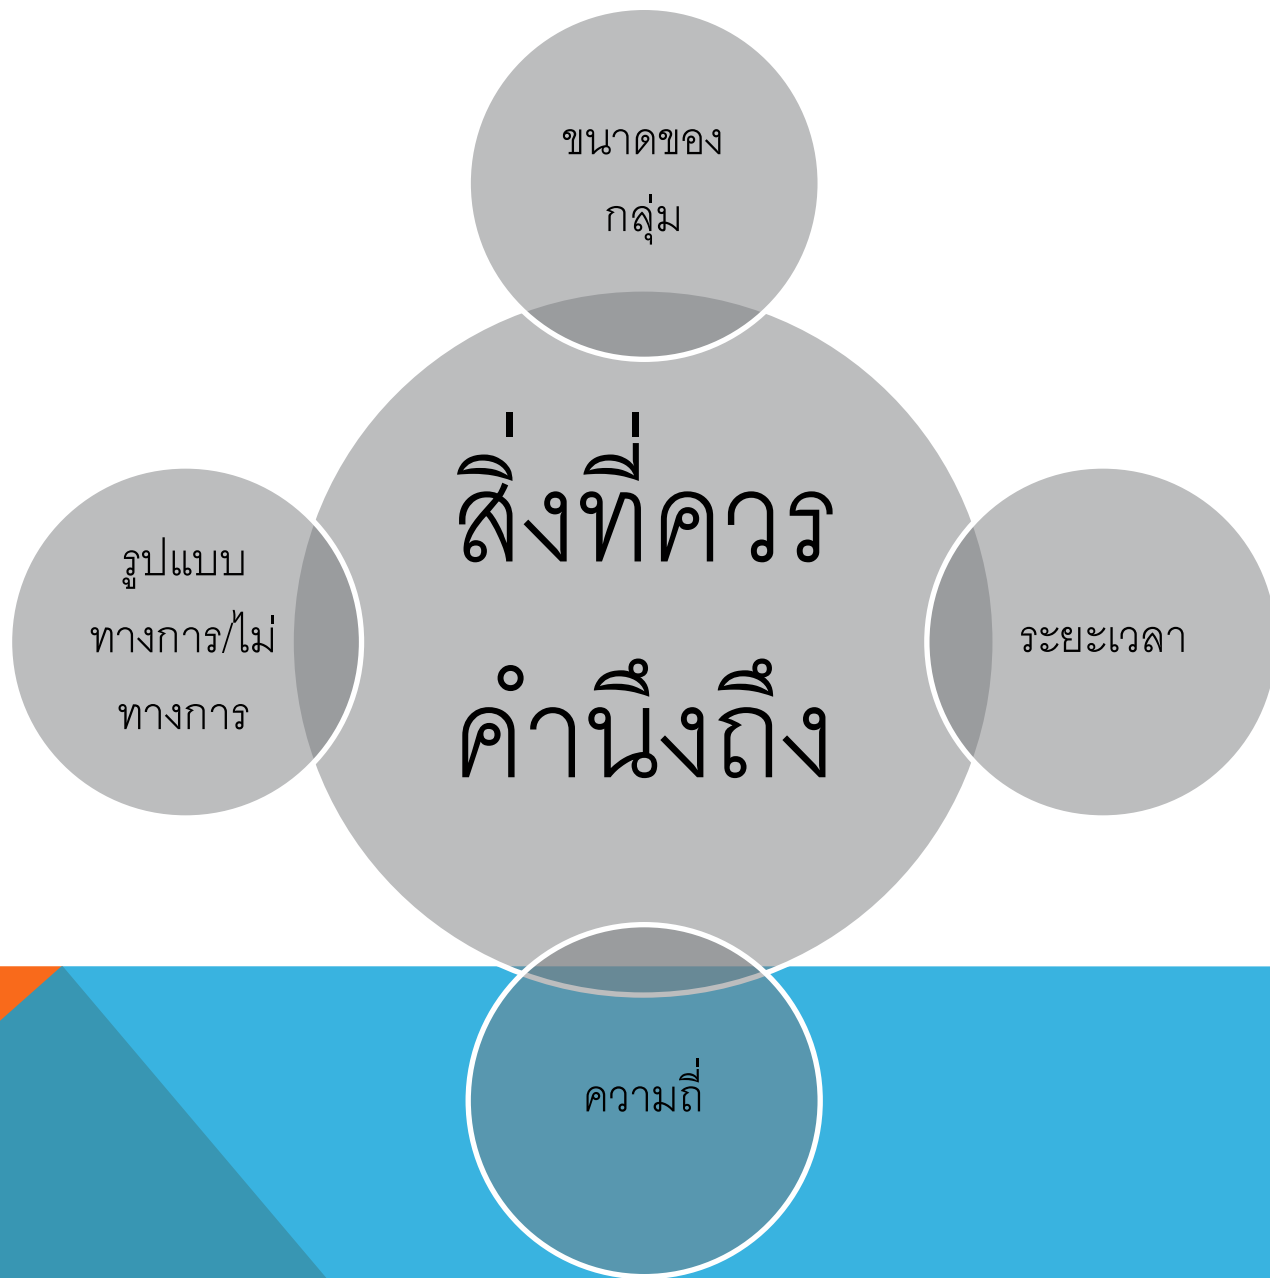 ขนาดของ
กลุ่ม
สิ่งที่ควร
คำนึงถึง
รูปแบบ
ทางการ/ไม่
ทางการ
ระยะเวลา
ความถี่